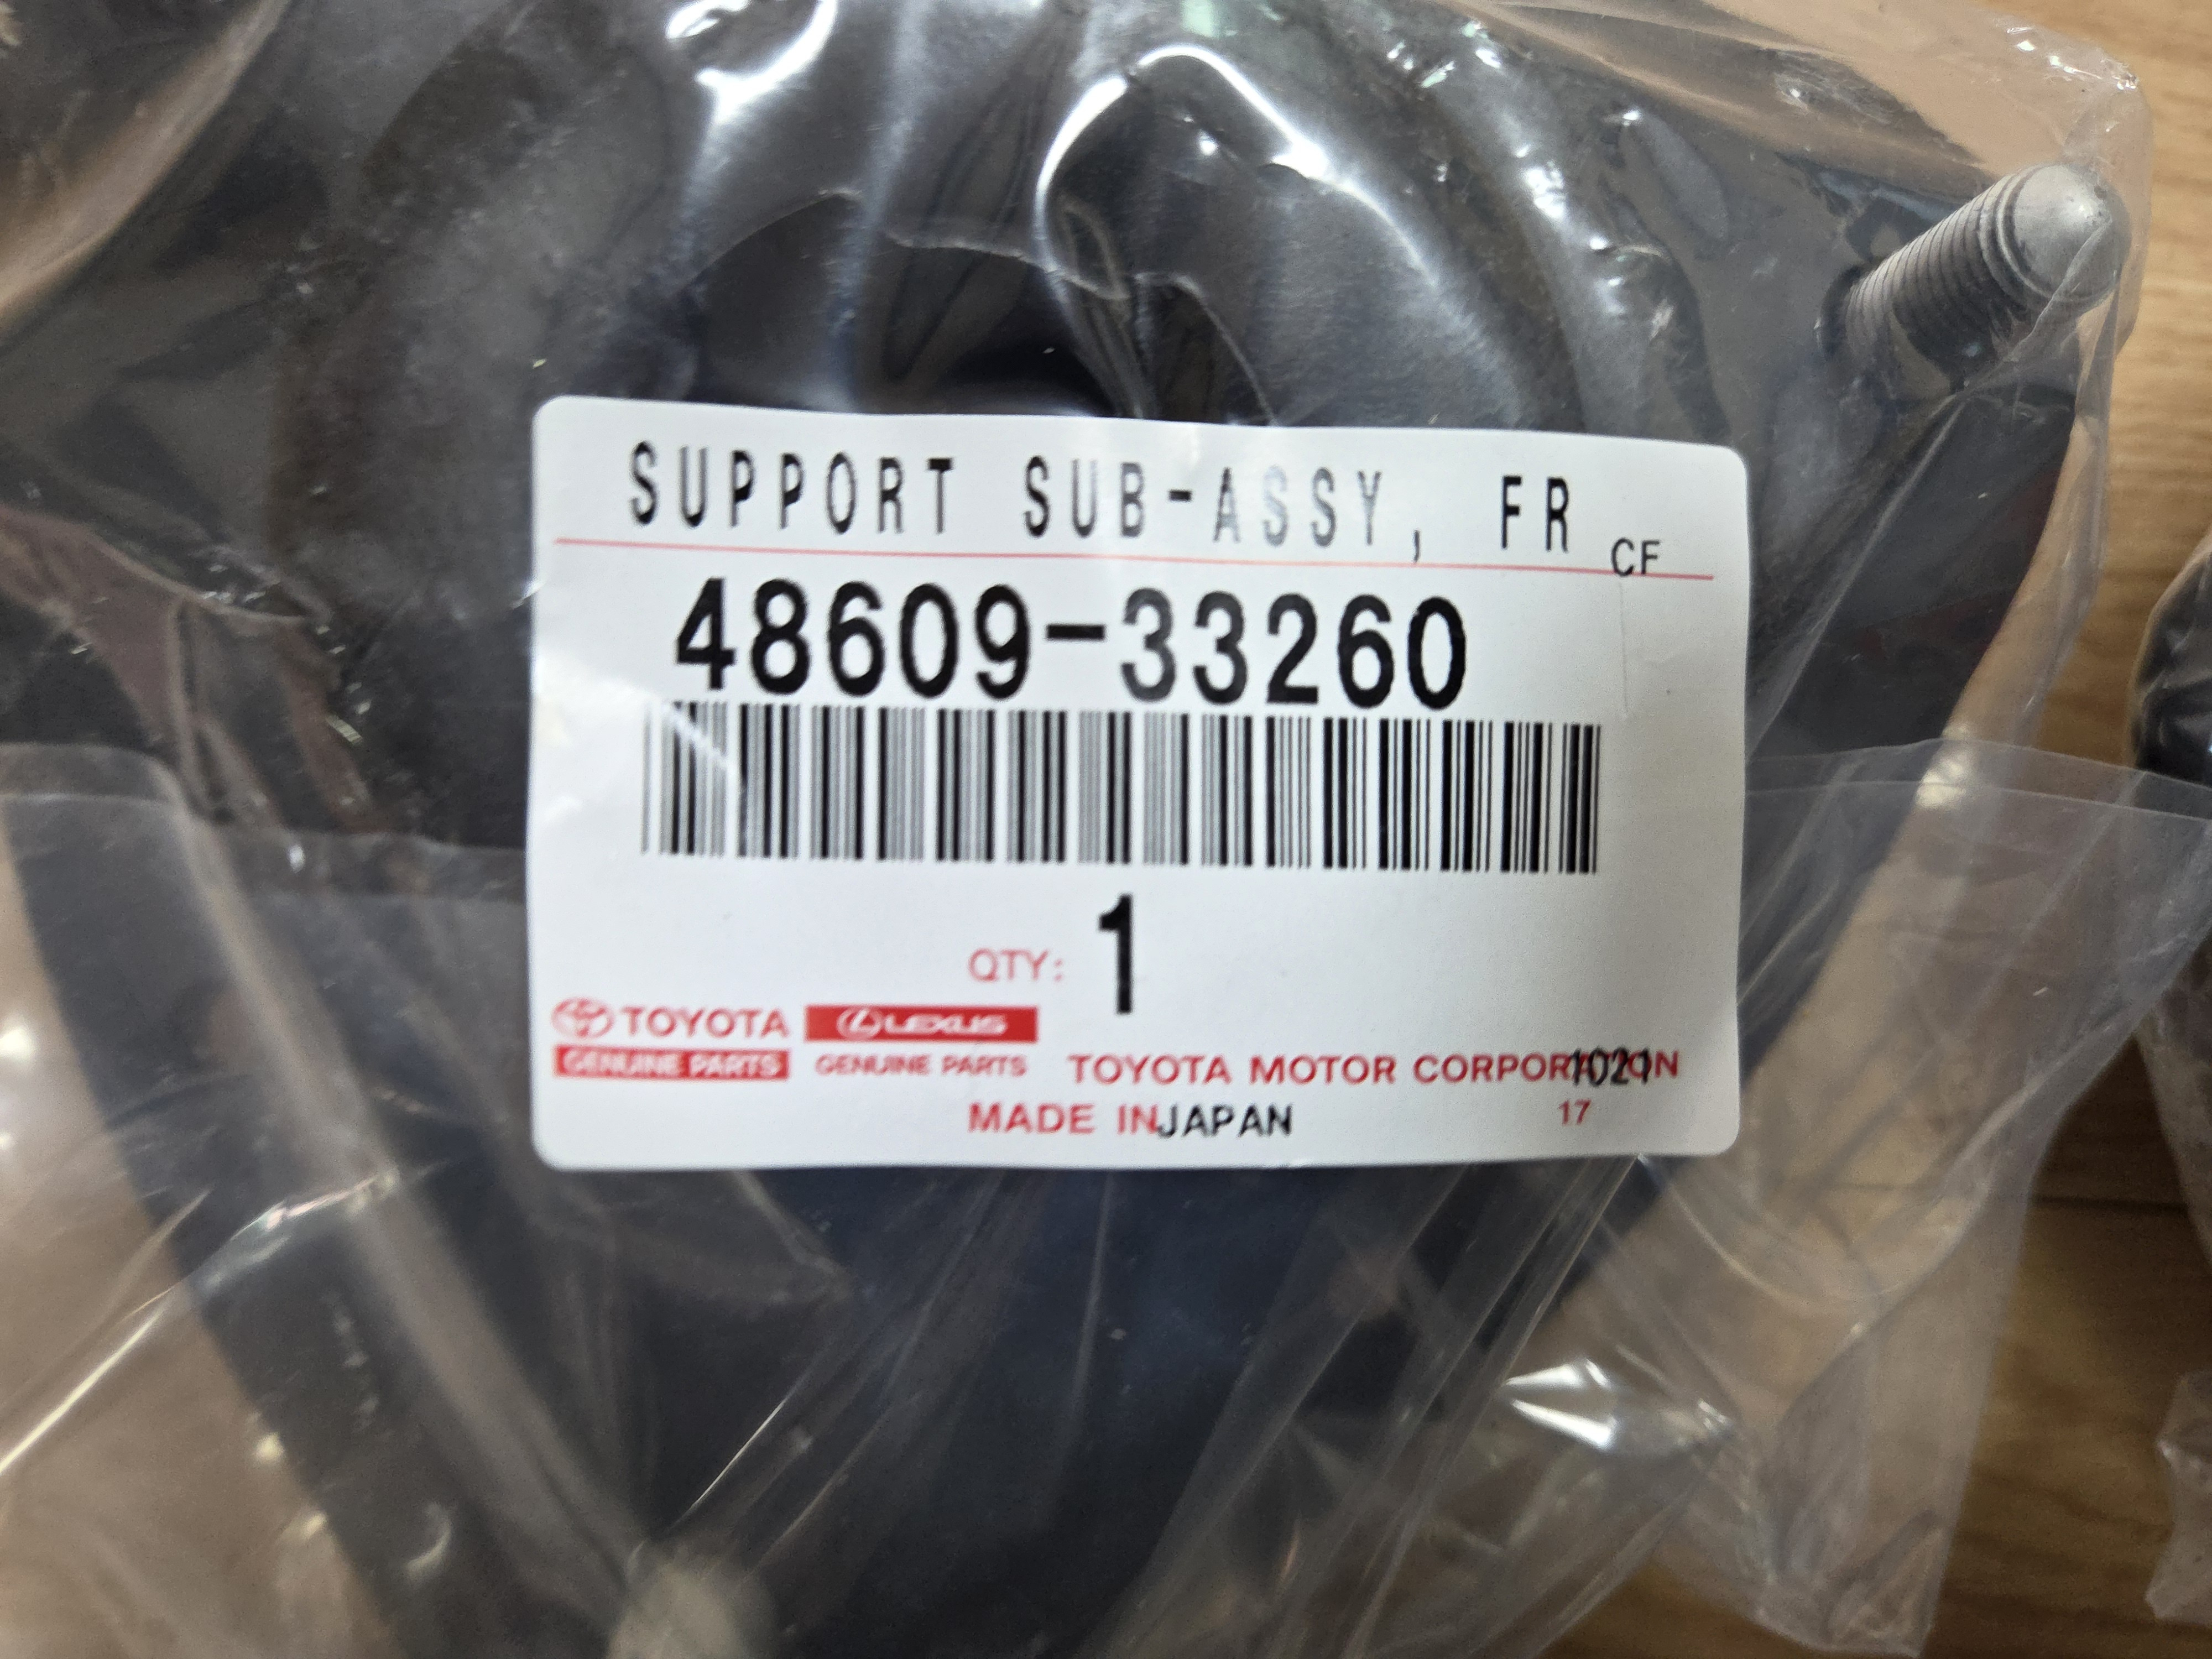 SUPPORT SUB-ASSY, FR CF
48609-33260
QTY: 1
TOYOTA LEXUS
GENUINE PARTS GENUINE PARTS TOYOTA MOTOR CORPORATION 1021
MADE IN JAPAN 17